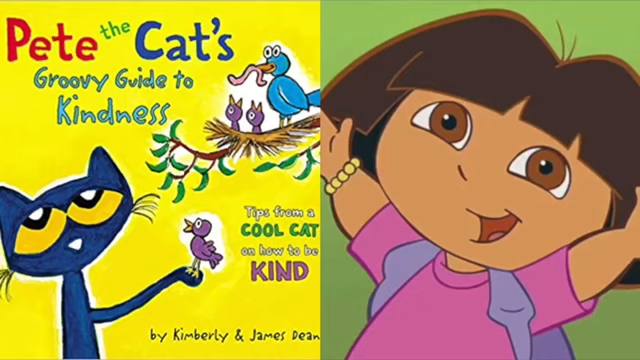 Pete the Cat's
Groovy Guide to
Kindness
Tips from a
COOL CAT
on how to be
KIND
by Kimberly & James Dean